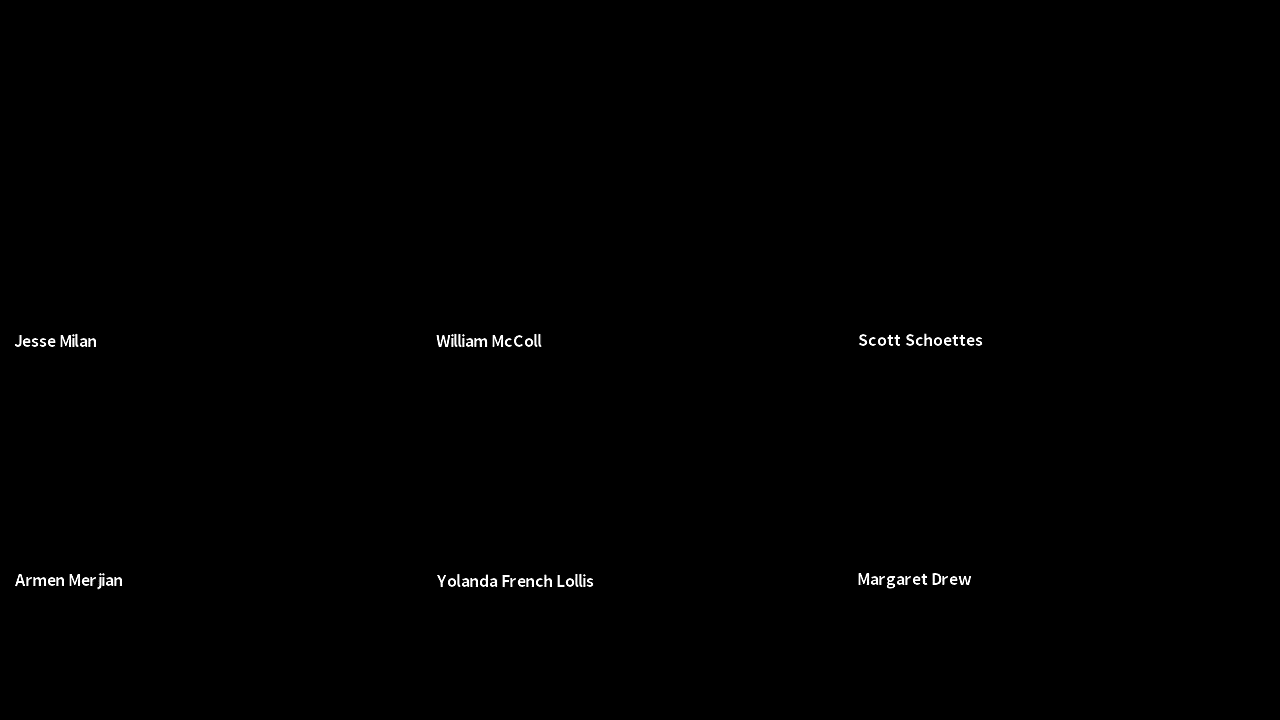 Jesse Milan
William McColl
Scott Schoettes
Armen Merjian
Yolanda French Lollis
Margaret Drew